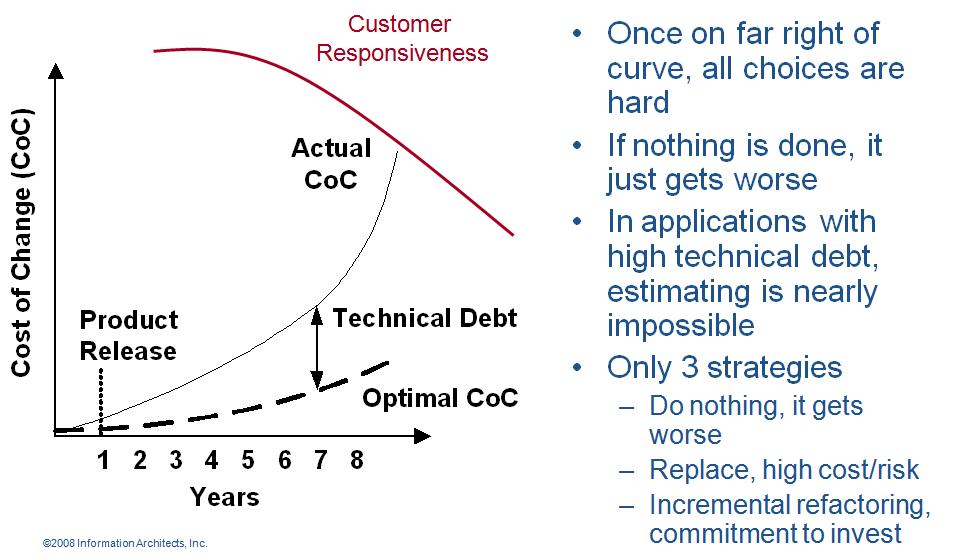 Customer
Responsiveness
Cost of Change (CoC)
Actual
CoC
Product
Release
Technical Debt
Optimal CoC
1 2 3 4 5 6 7 8
Years
©2008 Information Architects, Inc.
• Once on far right of
curve, all choices are
hard
• If nothing is done, it
just gets worse
• In applications with
high technical debt,
estimating is nearly
impossible
• Only 3 strategies
– Do nothing, it gets
worse
– Replace, high cost/risk
– Incremental refactoring,
commitment to invest